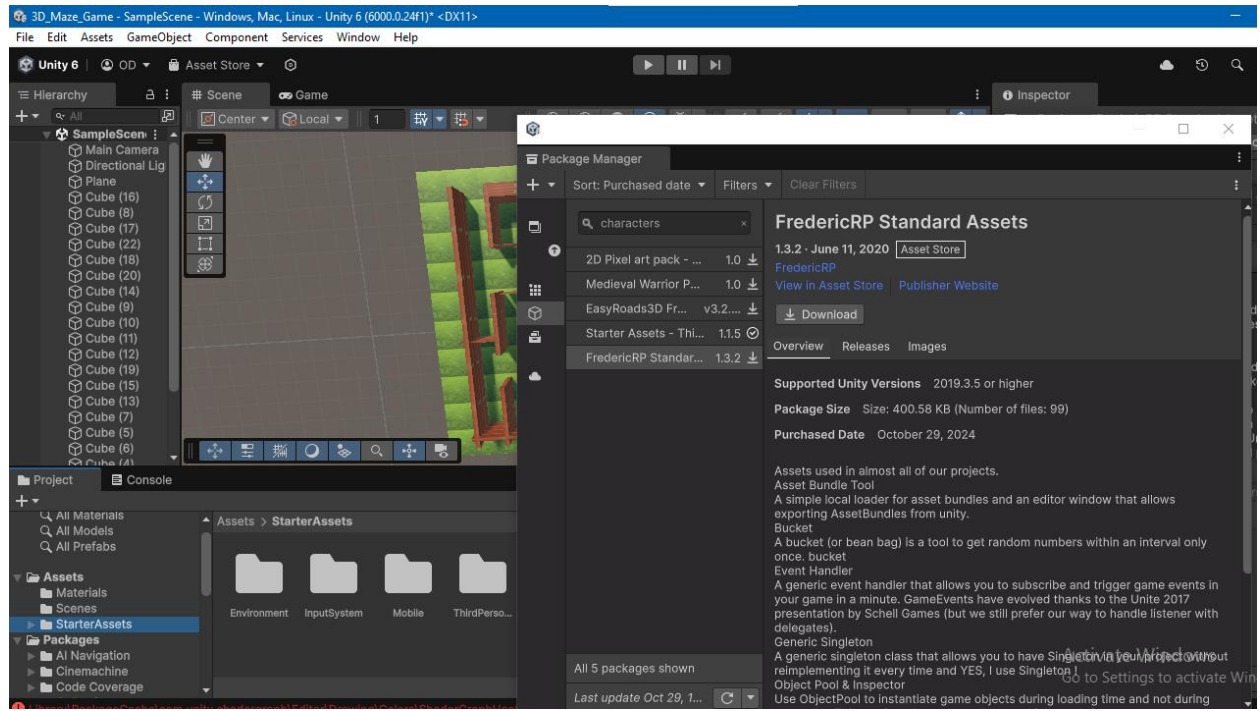 3D_Maze_Game - SampleScene - Windows, Mac, Linux - Unity 6 (6000.0.24f1)* <DX11>
File Edit Assets GameObject Component Services Window Help
Unity 6 OD Asset Store
Hierarchy
Scene Game
Inspector
All
Center Local 1
SampleScen
Main Camera
Directional Lig
Plane
Cube (16)
Cube (8)
Cube (17)
Cube (22)
Cube (18)
Cube (20)
Cube (14)
Cube (9)
Cube (10)
Cube (11)
Cube (12)
Cube (19)
Cube (15)
Cube (13)
Cube (7)
Cube (5)
Cube (6)
Cube (4)
Package Manager
Sort: Purchased date Filters Clear Filters
characters
2D Pixel art pack - ... 1.0
Medieval Warrior P... 1.0
EasyRoads3D Fr... v3.2....
Starter Assets - Thi... 1.1.5
FredericRP Standar... 1.3.2
All 5 packages shown
Last update Oct 29, 1...
FredericRP Standard Assets
1.3.2 · June 11, 2020 Asset Store
FredericRP
View in Asset Store Publisher Website
Download
Overview Releases Images
Supported Unity Versions 2019.3.5 or higher
Package Size Size: 400.58 KB (Number of files: 99)
Purchased Date October 29, 2024
Assets used in almost all of our projects.
Asset Bundle Tool
A simple local loader for asset bundles and an editor window that allows
exporting AssetBundles from unity.
Bucket
A bucket (or bean bag) is a tool to get random numbers within an interval only
once. bucket
Event Handler
A generic event handler that allows you to subscribe and trigger game events in
your game in a minute. GameEvents have evolved thanks to the Unite 2017
presentation by Schell Games (but we still prefer our way to handle listener with
delegates).
Generic Singleton
A generic singleton class that allows you to have Singleton in your project without
reimplementing it every time and YES, I use Singleton !
Object Pool & Inspector
Use ObjectPool to instantiate game objects during loading time and not during
Activate Windows
Go to Settings to activate Win
Project Console
All Materials
All Models
All Prefabs
Assets
Materials
Scenes
StarterAssets
Packages
AI Navigation
Cinemachine
Code Coverage
Assets > StarterAssets
Environment InputSystem Mobile ThirdPerso...